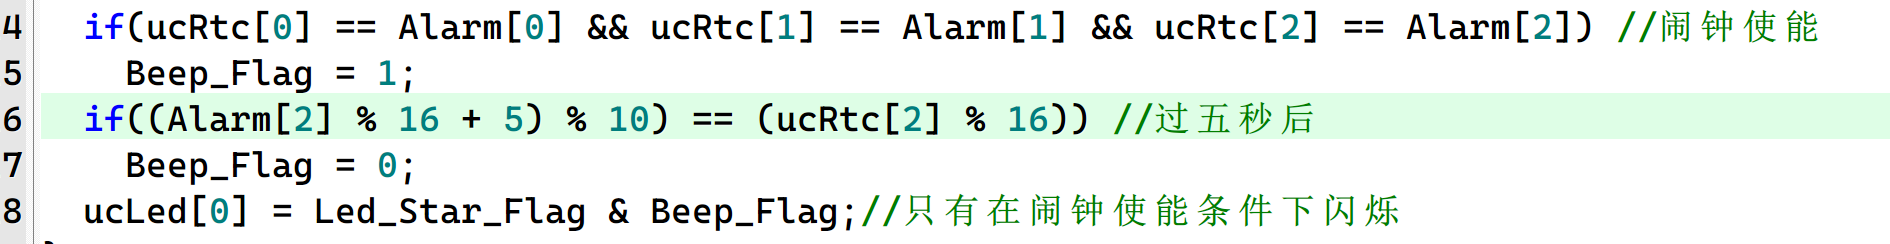 4 if(ucRtc[0] == Alarm[0] && ucRtc[1] == Alarm[1] && ucRtc[2] == Alarm[2]) //闹钟使能
5 Beep_Flag = 1;
6 if((Alarm[2] % 16 + 5) % 10) == (ucRtc[2] % 16)) //过五秒后
7 Beep_Flag = 0;
8 ucLed[0] = Led_Star_Flag & Beep_Flag;//只有在闹钟使能条件下闪烁